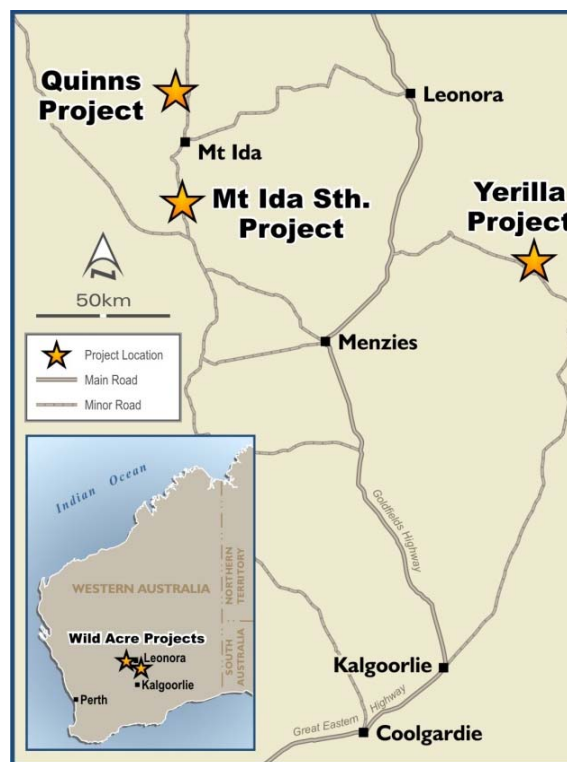 Quinns
Project
Leonora
Mt Ida
Mt Ida Sth.
Project
Yerilla
Project
N
50km
Menzies
Project Location
Main Road
Minor Road
Goldfields Highway
Indian Ocean
WESTERN AUSTRALIA
NORTHERN
TERRITORY
SOUTH
AUSTRALIA
Wild Acre Projects
Leonora
Kalgoorlie
Perth
Kalgoorlie
Great Eastern Highway
Coolgardie